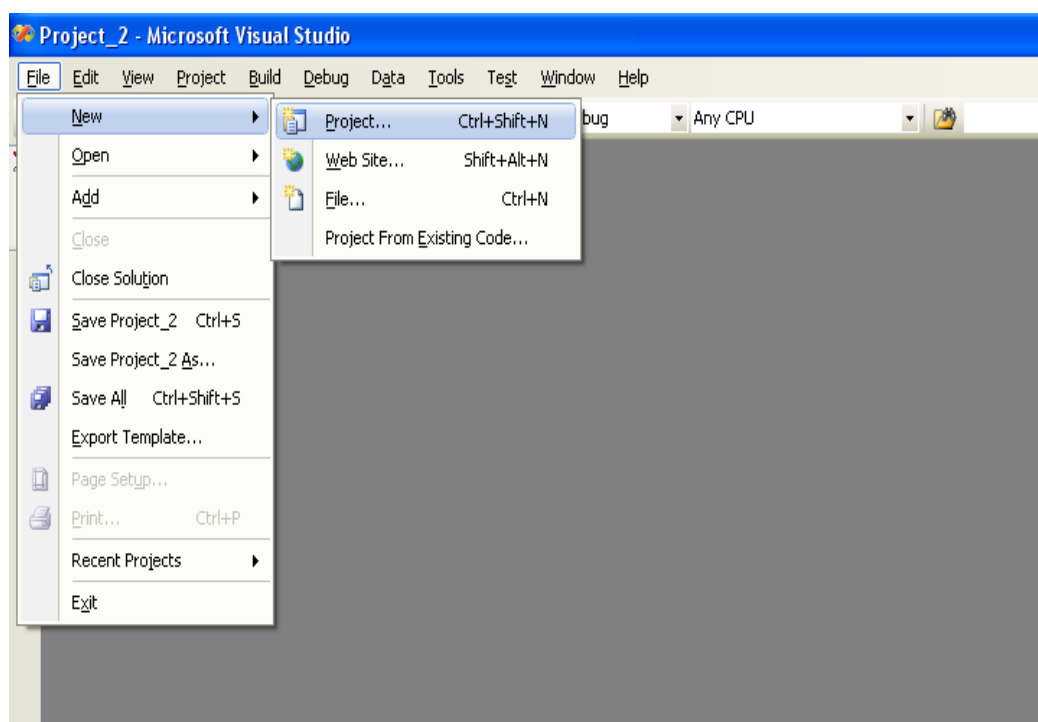 Project_2 - Microsoft Visual Studio
File Edit View Project Build Debug Data Tools Test Window Help
New
Project... Ctrl+Shift+N
bug Any CPU
Open
Web Site... Shift+Alt+N
Add
File... Ctrl+N
Close
Project From Existing Code...
Close Solution
Save Project_2 Ctrl+S
Save Project_2 As...
Save All Ctrl+Shift+S
Export Template...
Page Setup...
Print... Ctrl+P
Recent Projects
Exit